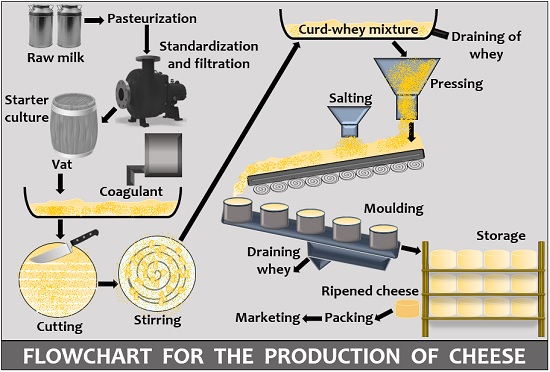 Raw milk
Pasteurization
Standardization
and filtration
Starter
culture
Vat
Coagulant
Cutting
Stirring
Curd-whey mixture
Draining of
whey
Pressing
Salting
Moulding
Draining
whey
Storage
Ripened cheese
Packing
Marketing
FLOWCHART FOR THE PRODUCTION OF CHEESE